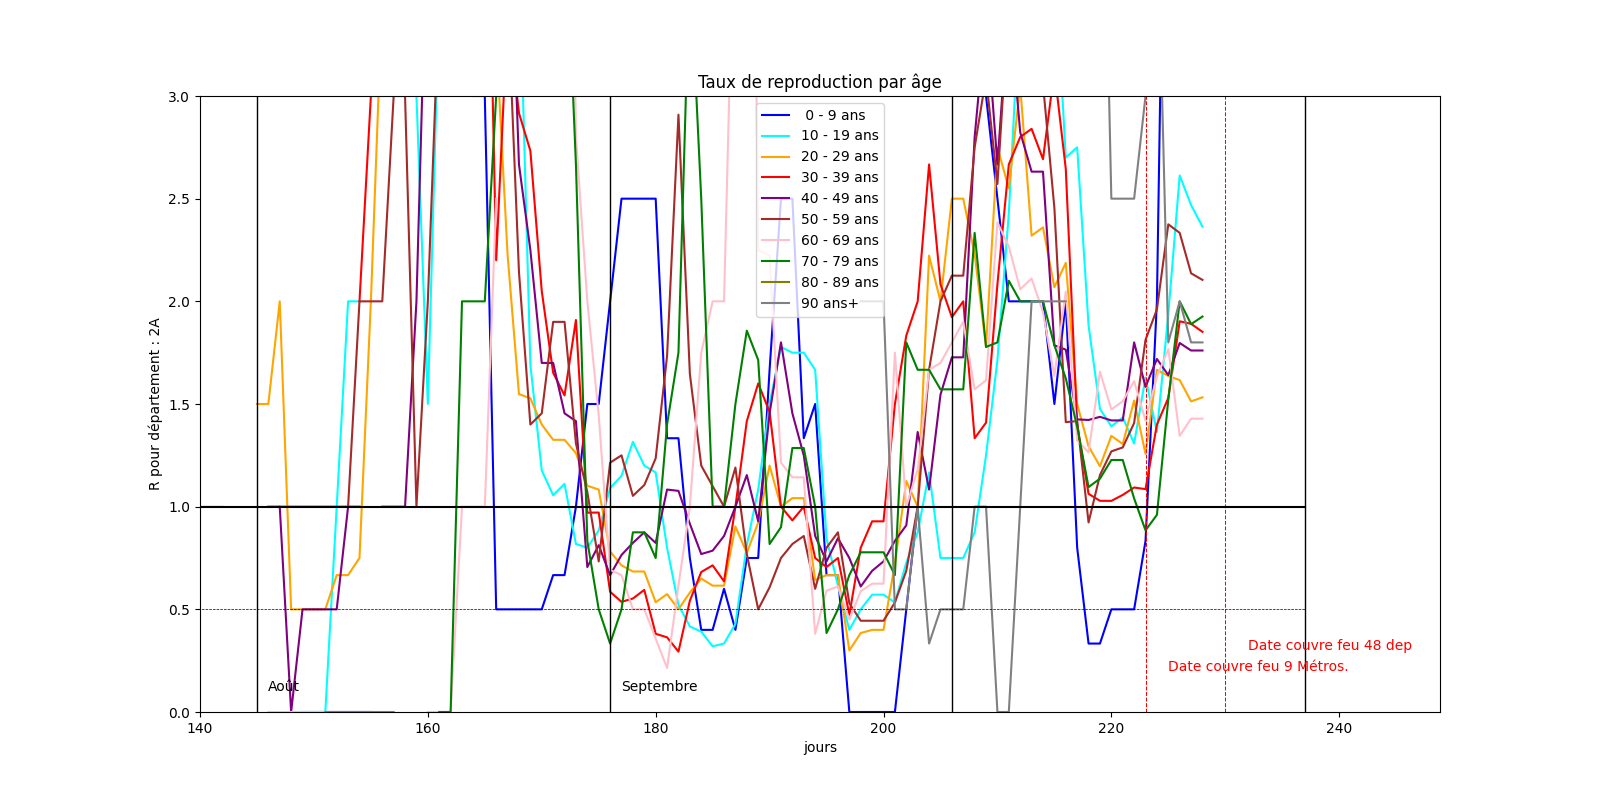 Taux de reproduction par âge
R pour département : 2A
3.0
2.5
2.0
1.5
1.0
0.5
0.0
0 - 9 ans
10 - 19 ans
20 - 29 ans
30 - 39 ans
40 - 49 ans
50 - 59 ans
60 - 69 ans
70 - 79 ans
80 - 89 ans
90 ans+
Date couvre feu 48 dep
Date couvre feu 9 Métros.
Août
Septembre
140
160
180
200
220
240
jours